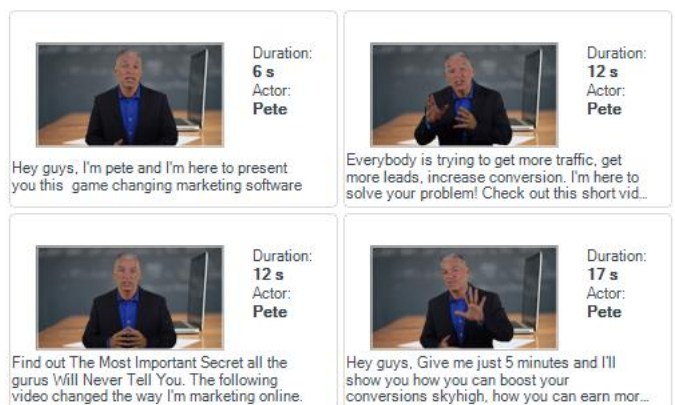 Duration:
6 s
Actor:
Pete
Hey guys, I'm pete and I'm here to present
you this  game changing marketing software
Duration:
12 s
Actor:
Pete
Everybody is trying to get more traffic, get
more leads, increase conversion. I'm here to
solve your problem! Check out this short vid...
Duration:
12 s
Actor:
Pete
Find out The Most Important Secret all the
gurus Will Never Tell You. The following
video changed the way I'm marketing online.
Duration:
17 s
Actor:
Pete
Hey guys, Give me just 5 minutes and I'll
show you how you can boost your
conversions skyhigh, how you can earn mor...